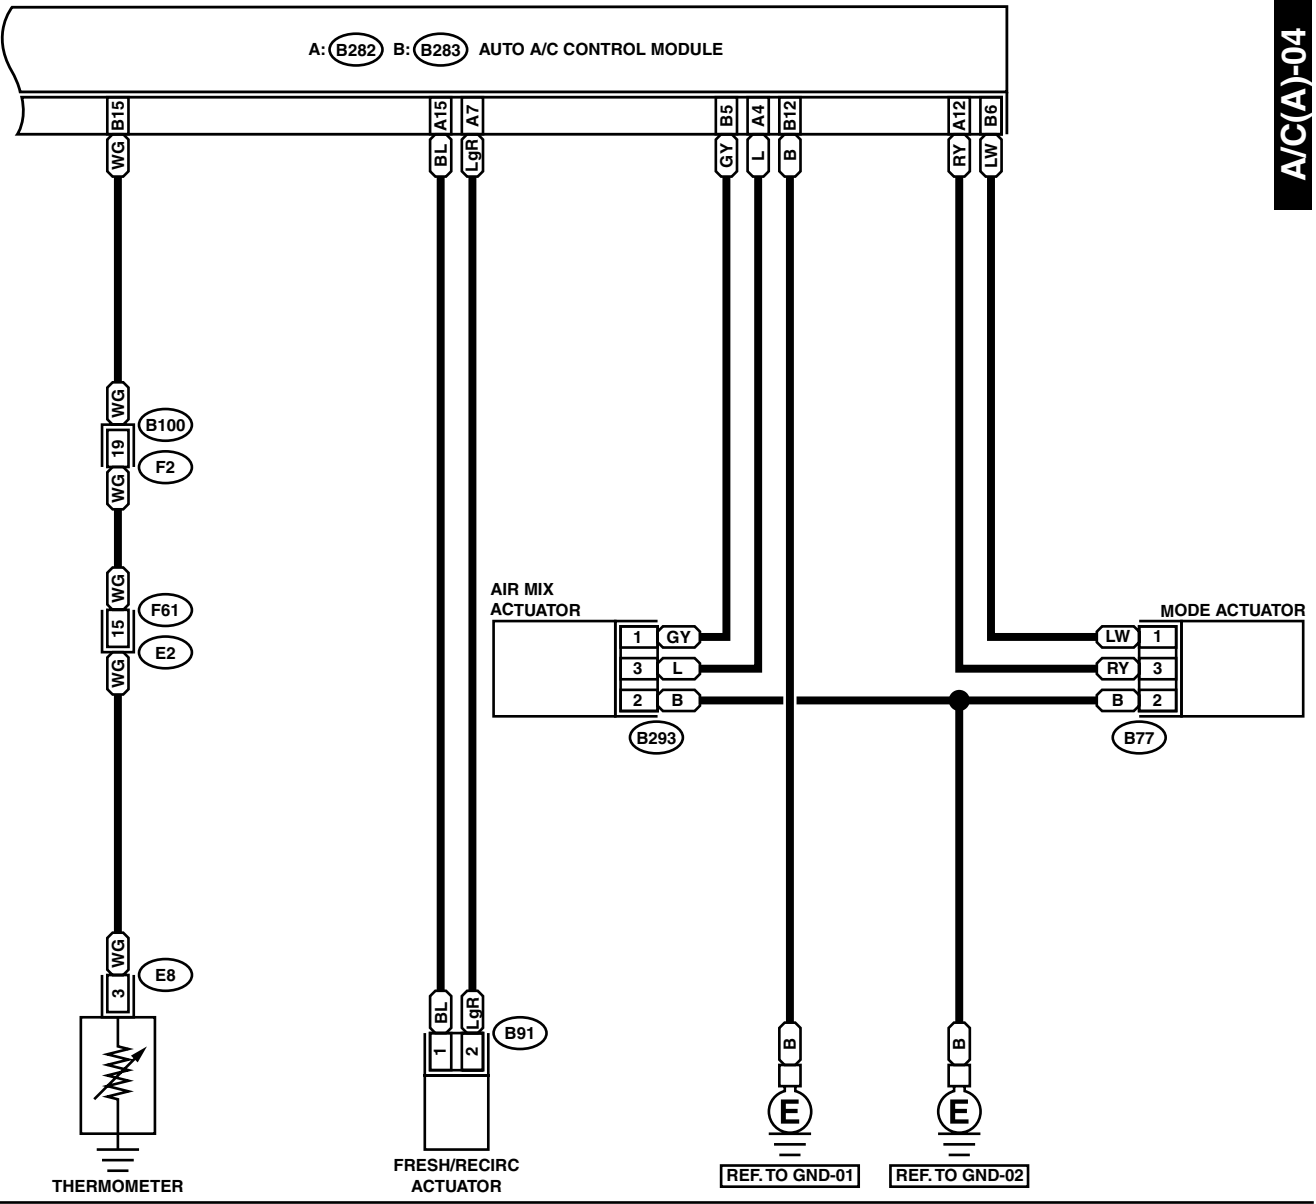 A/C(A)-04
A: B282 B: B283 AUTO A/C CONTROL MODULE
B15 A15 A7 B5 A4 B12 A12 B6
WG BL LgR GY L B RY LW
WG
B100
19
F2
WG
WG
F61
15
E2
WG
AIR MIX
ACTUATOR
MODE ACTUATOR
1 GY LW 1
3 L RY 3
2 B B 2
B293 B77
WG
E8
3
BL LgR
B91
1 2
B B
E E
FRESH/RECIRC
ACTUATOR
REF. TO GND-01 REF. TO GND-02
THERMOMETER